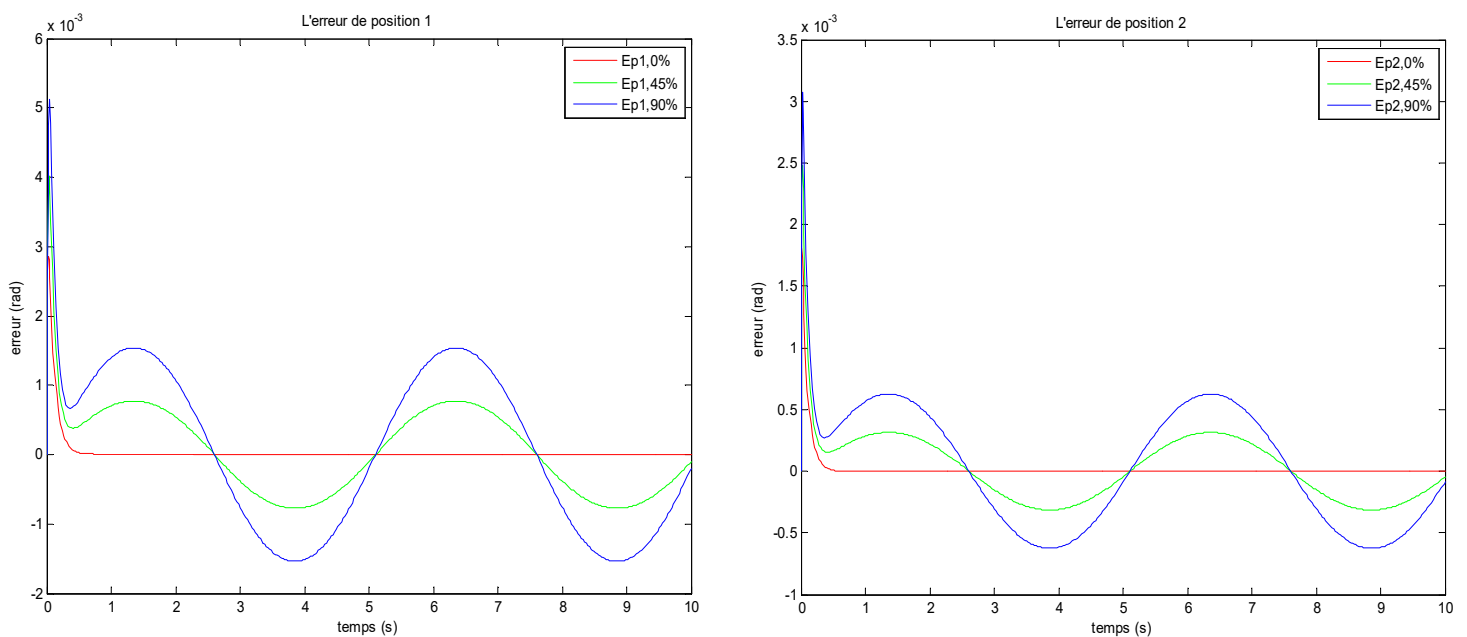 L'erreur de position 1
x 10-3
6
5
4
3
2
1
0
-1
-2
erreur (rad)
Ep1,0%
Ep1,45%
Ep1,90%
0 1 2 3 4 5 6 7 8 9 10
temps (s)
L'erreur de position 2
x 10-3
3.5
3
2.5
2
1.5
1
0.5
0
-0.5
-1
erreur (rad)
Ep2,0%
Ep2,45%
Ep2,90%
0 1 2 3 4 5 6 7 8 9 10
temps (s)